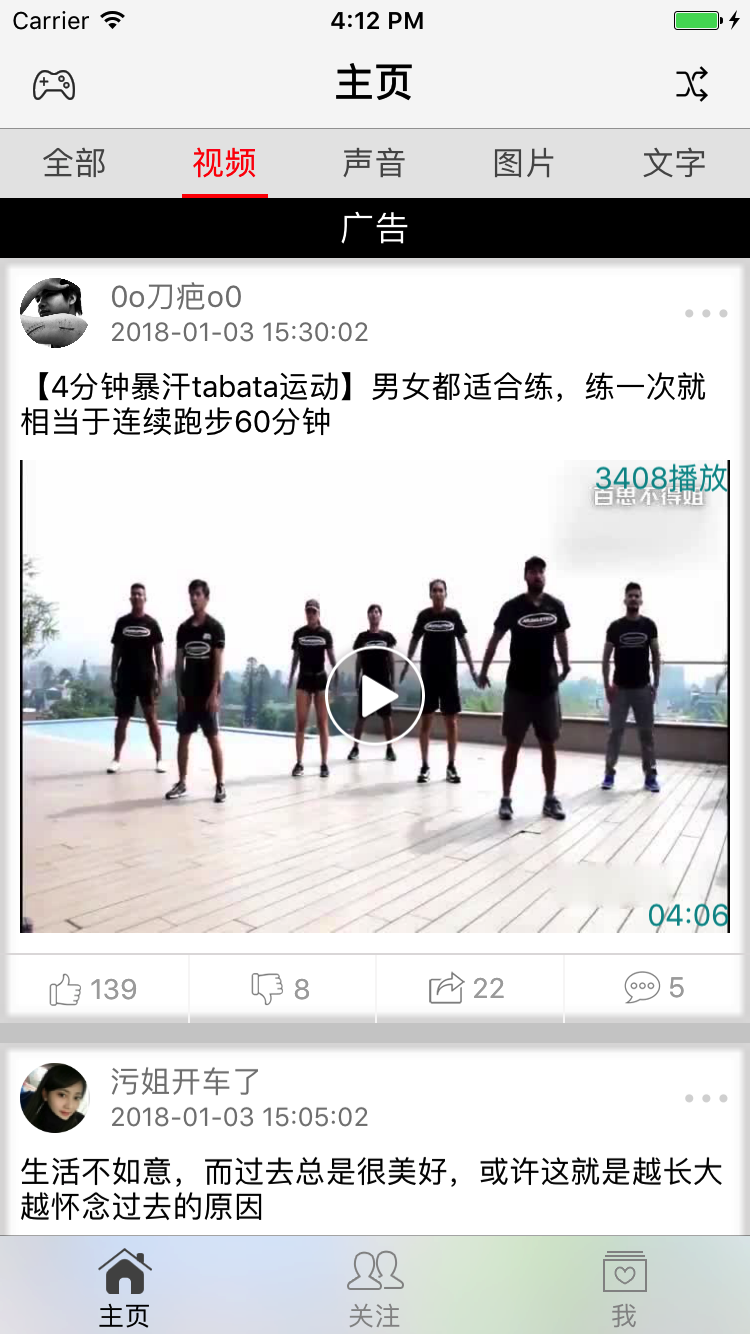 Carrier 4:12 PM
主页
全部 视频 声音 图片 文字
广告
0o刀疤o0
2018-01-03 15:30:02
【4分钟暴汗tabata运动】男女都适合练，练一次就
相当于连续跑步60分钟
3408播放
百思不得姐
04:06
139 8 22 5
污姐开车了
2018-01-03 15:05:02
生活不如意，而过去总是很美好，或许这就是越长大
越怀念过去的原因
主页 关注 我